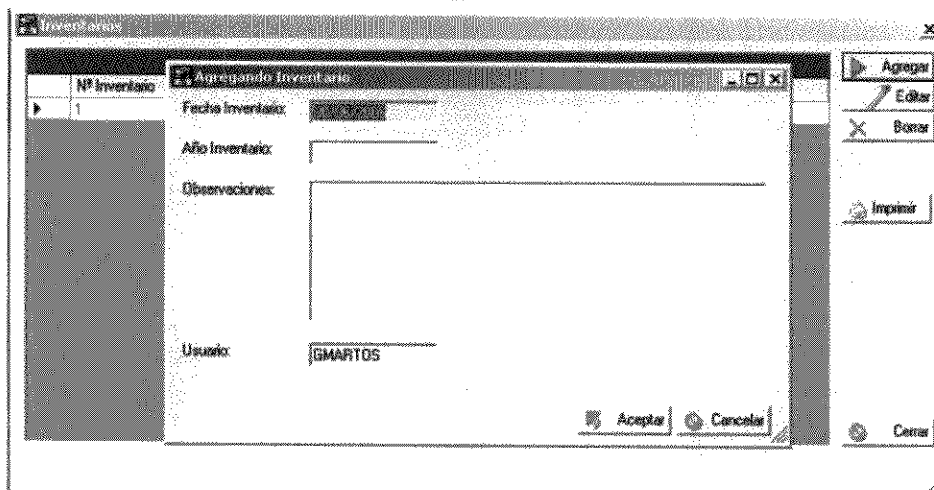 Inventarios
Agregando Inventario
Nº Inventario
1
Fecha Inventario:
Año Inventario:
Observaciones:
Usuario:
GMARTOS
Aceptar
Cancelar
Agregar
Editar
Borrar
Imprimir
Cerrar